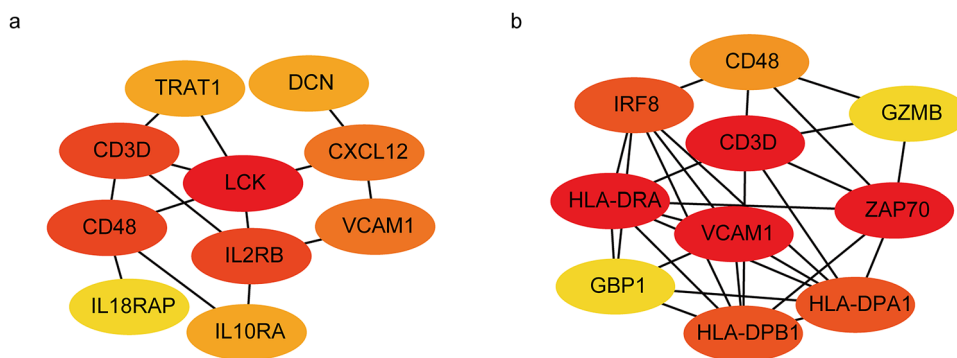 a
TRAT1
DCN
CD3D
CXCL12
LCK
CD48
VCAM1
IL2RB
IL18RAP
IL10RA
b
CD48
IRF8
GZMB
CD3D
HLA-DRA
ZAP70
VCAM1
GBP1
HLA-DPA1
HLA-DPB1